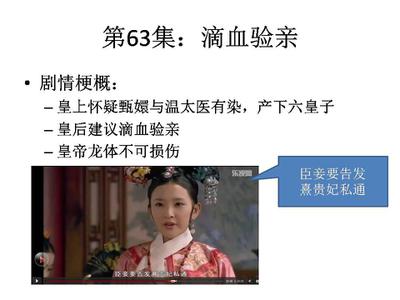 第63集：滴血验亲
• 剧情梗概：
– 皇上怀疑甄嬛与温太医有染，产下六皇子
– 皇后建议滴血验亲
– 皇帝龙体不可损伤
臣妾要告发
熹贵妃私通
乐视网
臣妾要告发熹贵妃私通